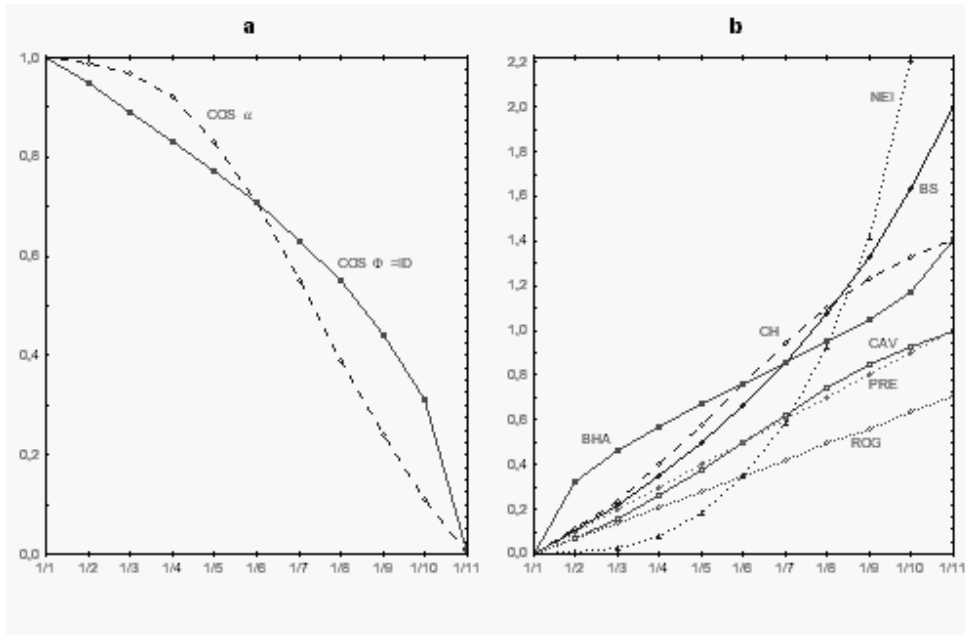 a
1,0
0,8
0,6
0,4
0,2
0,0
COS α
COS Φ =ID
1/1 1/2 1/3 1/4 1/5 1/6 1/7 1/8 1/9 1/10 1/11
b
2,2
2,0
1,8
1,6
1,4
1,2
1,0
0,8
0,6
0,4
0,2
0,0
NEI
BS
CH
CAV
PRE
BHA
ROG
1/1 1/2 1/3 1/4 1/5 1/6 1/7 1/8 1/9 1/10 1/11